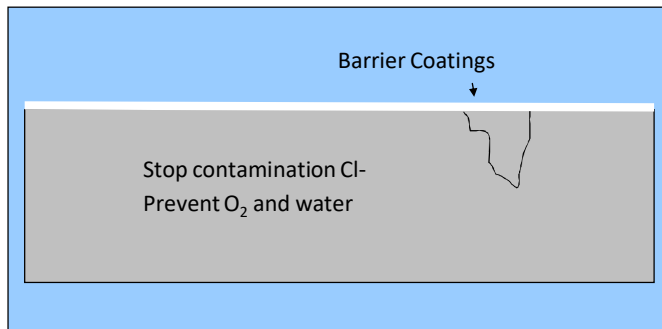 Barrier Coatings
Stop contamination Cl-
Prevent O₂ and water